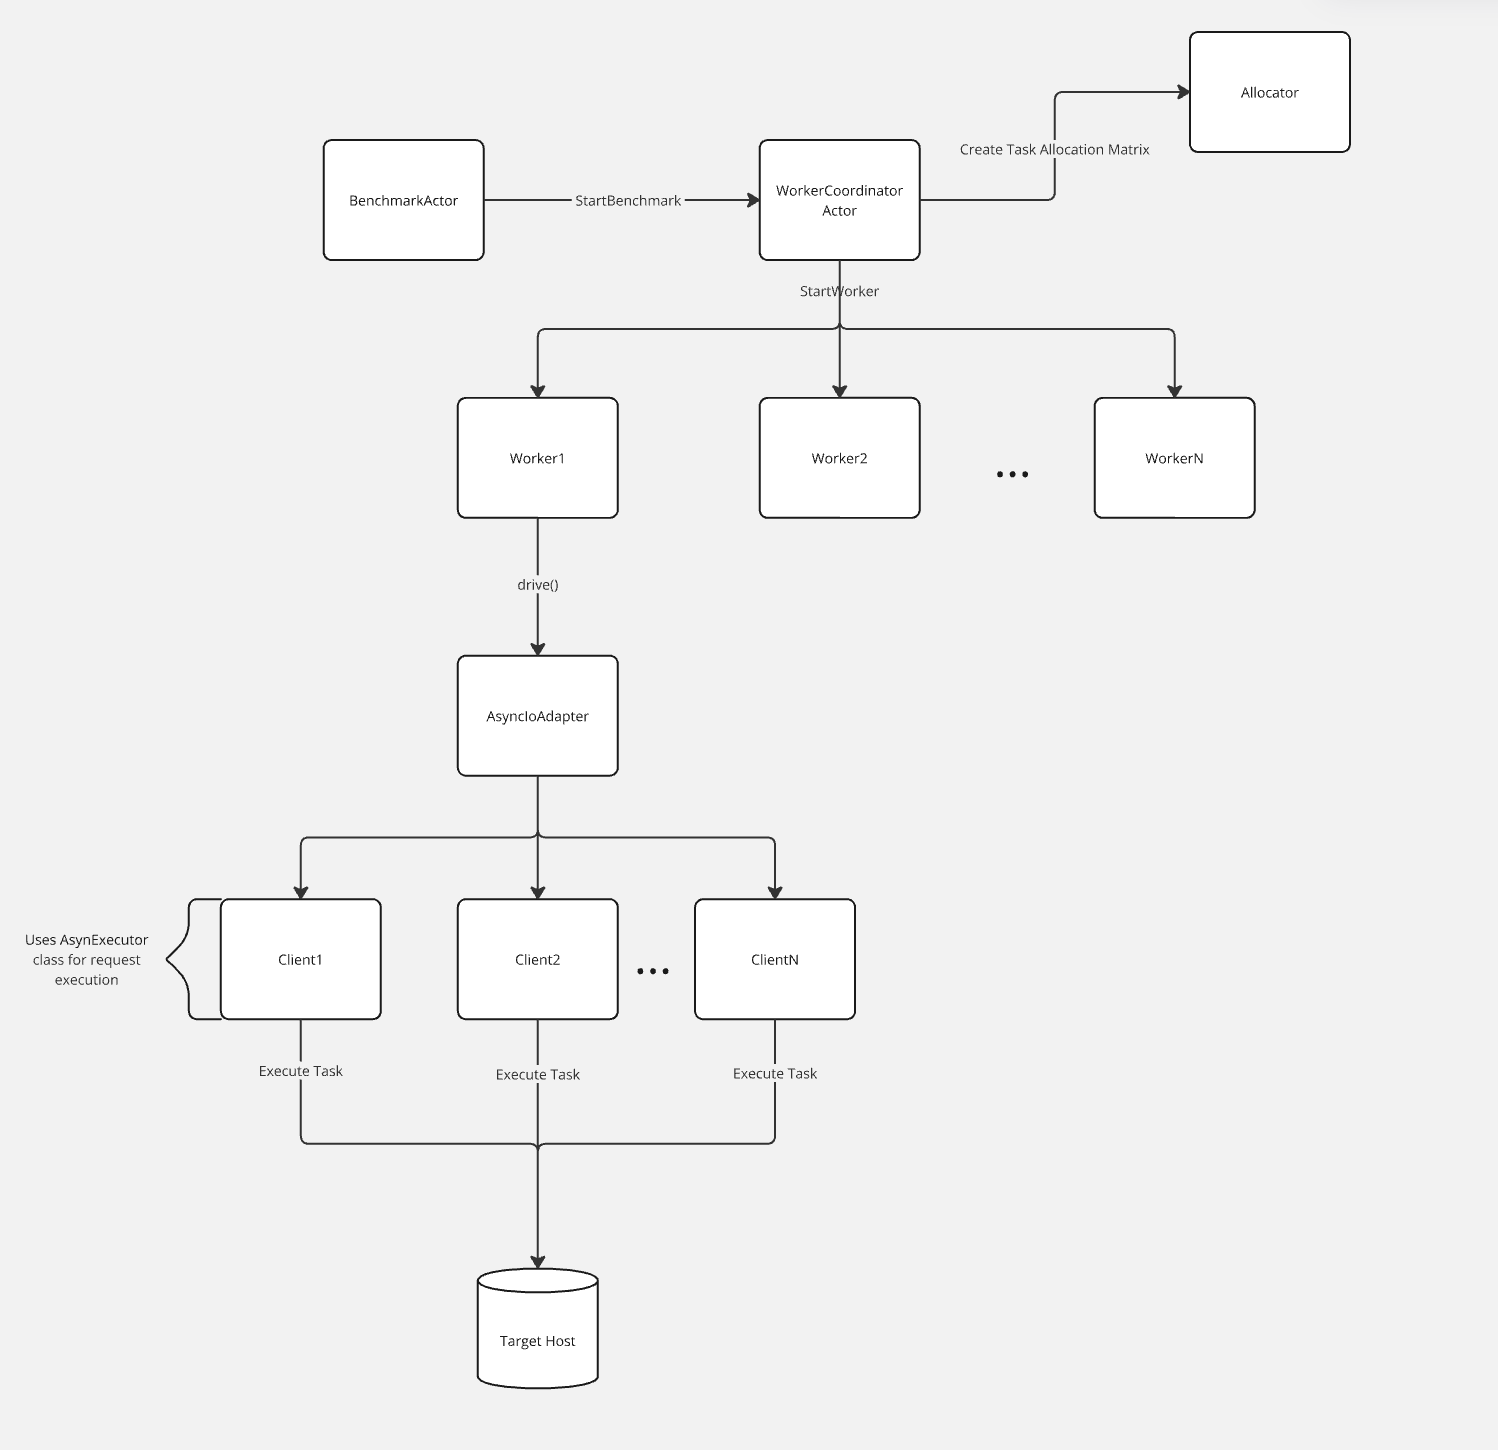 Allocator
Create Task Allocation Matrix
BenchmarkActor
StartBenchmark
WorkerCoordinator
Actor
StartWorker
Worker1
Worker2
...
WorkerN
drive()
AsyncIoAdapter
Uses AsynExecutor
class for request
execution
Client1
Client2
...
ClientN
Execute Task
Execute Task
Execute Task
Target Host